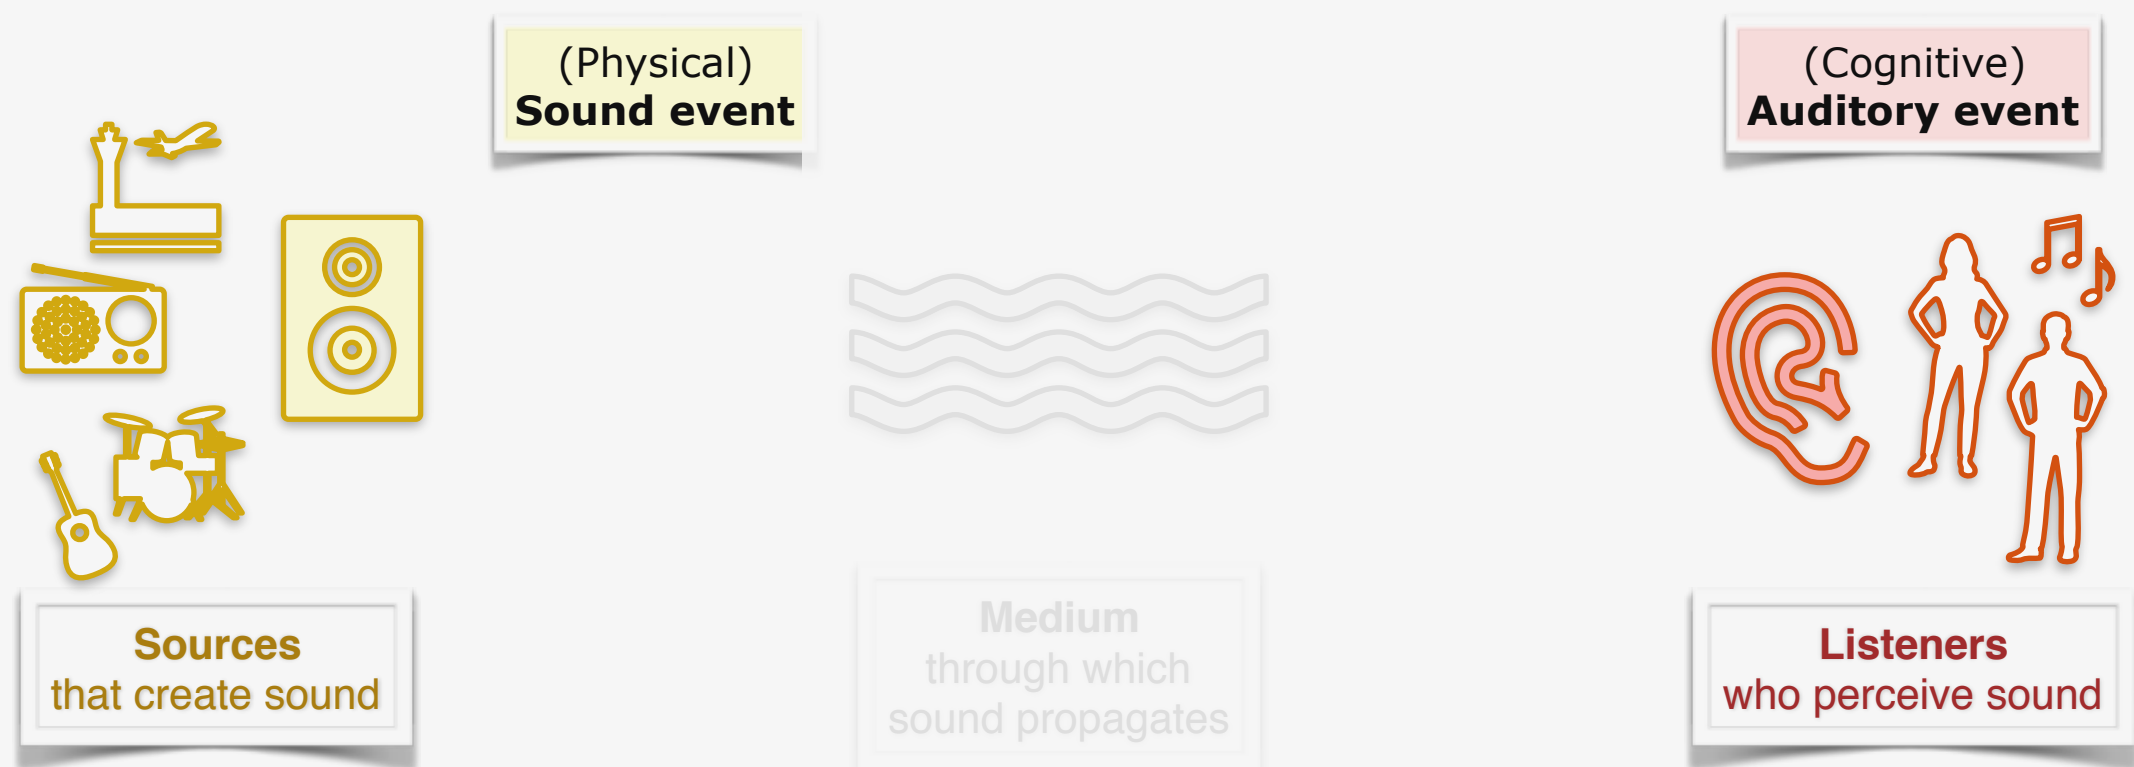 (Physical)
Sound event
(Cognitive)
Auditory event
Sources
that create sound
Medium
through which
sound propagates
Listeners
who perceive sound